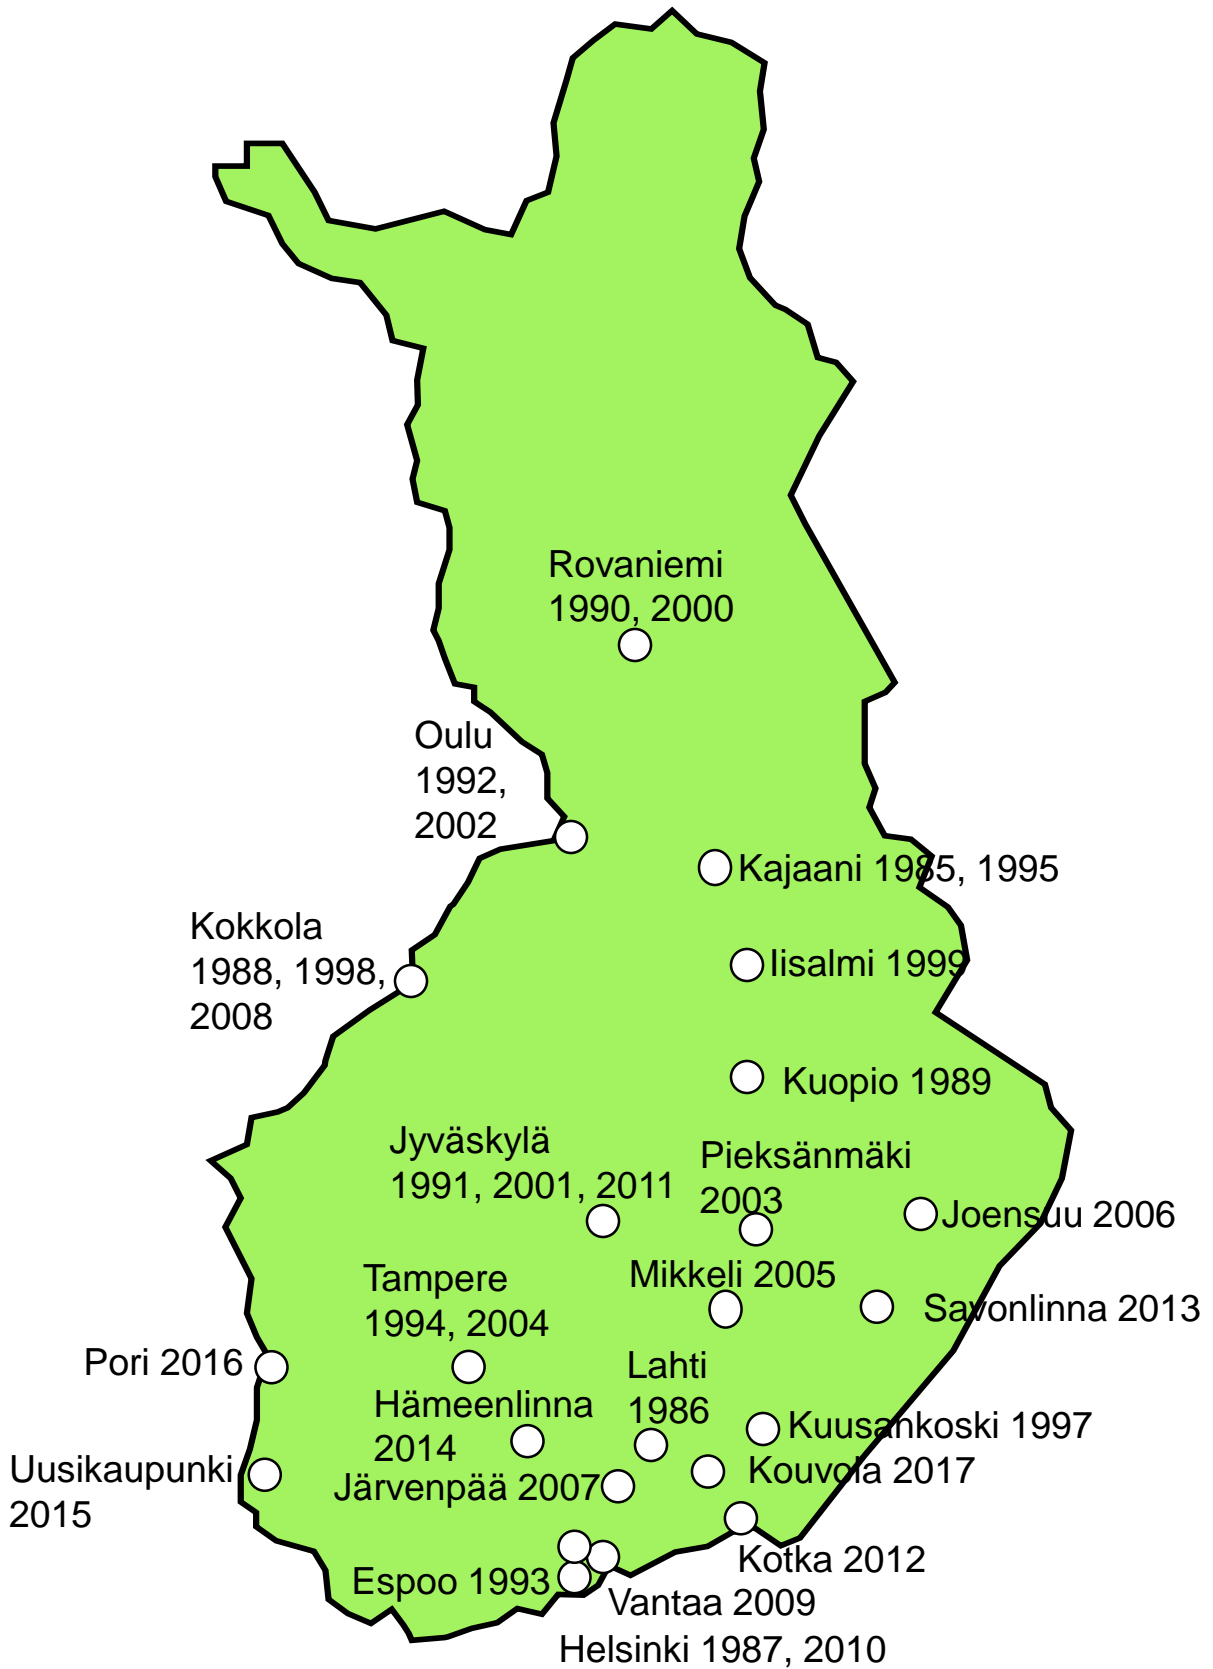 Rovaniemi
1990, 2000
Oulu
1992,
2002
Kajaani 1985, 1995
Kokkola
1988, 1998,
2008
Iisalmi 1999
Kuopio 1989
Jyväskylä
1991, 2001, 2011
Pieksänmäki
2003
Joensuu 2006
Mikkeli 2005
Tampere
1994, 2004
Savonlinna 2013
Pori 2016
Lahti
1986
Hämeenlinna
2014
Kuusankoski 1997
Uusikaupunki
2015
Kouvola 2017
Järvenpää 2007
Kotka 2012
Espoo 1993
Vantaa 2009
Helsinki 1987, 2010